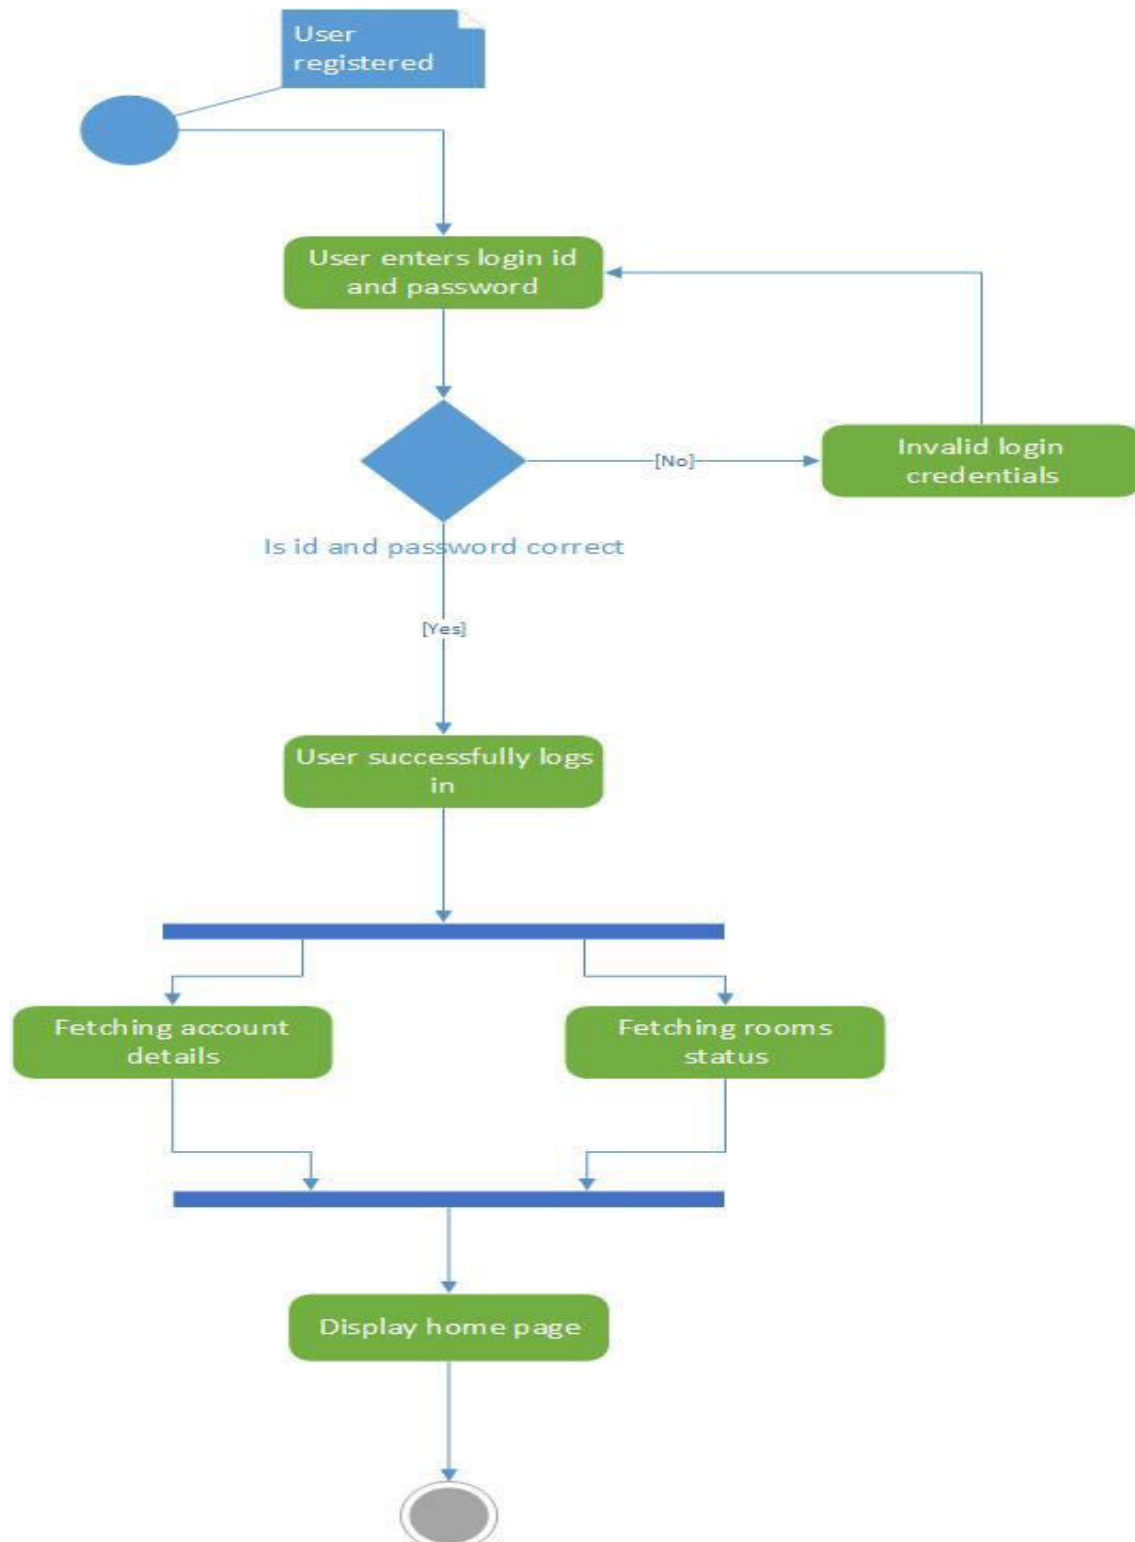 User
registered
User enters login id
and password
[No]
Invalid login
credentials
Is id and password correct
[Yes]
User successfully logs
in
Fetching account
details
Fetching rooms
status
Display home page